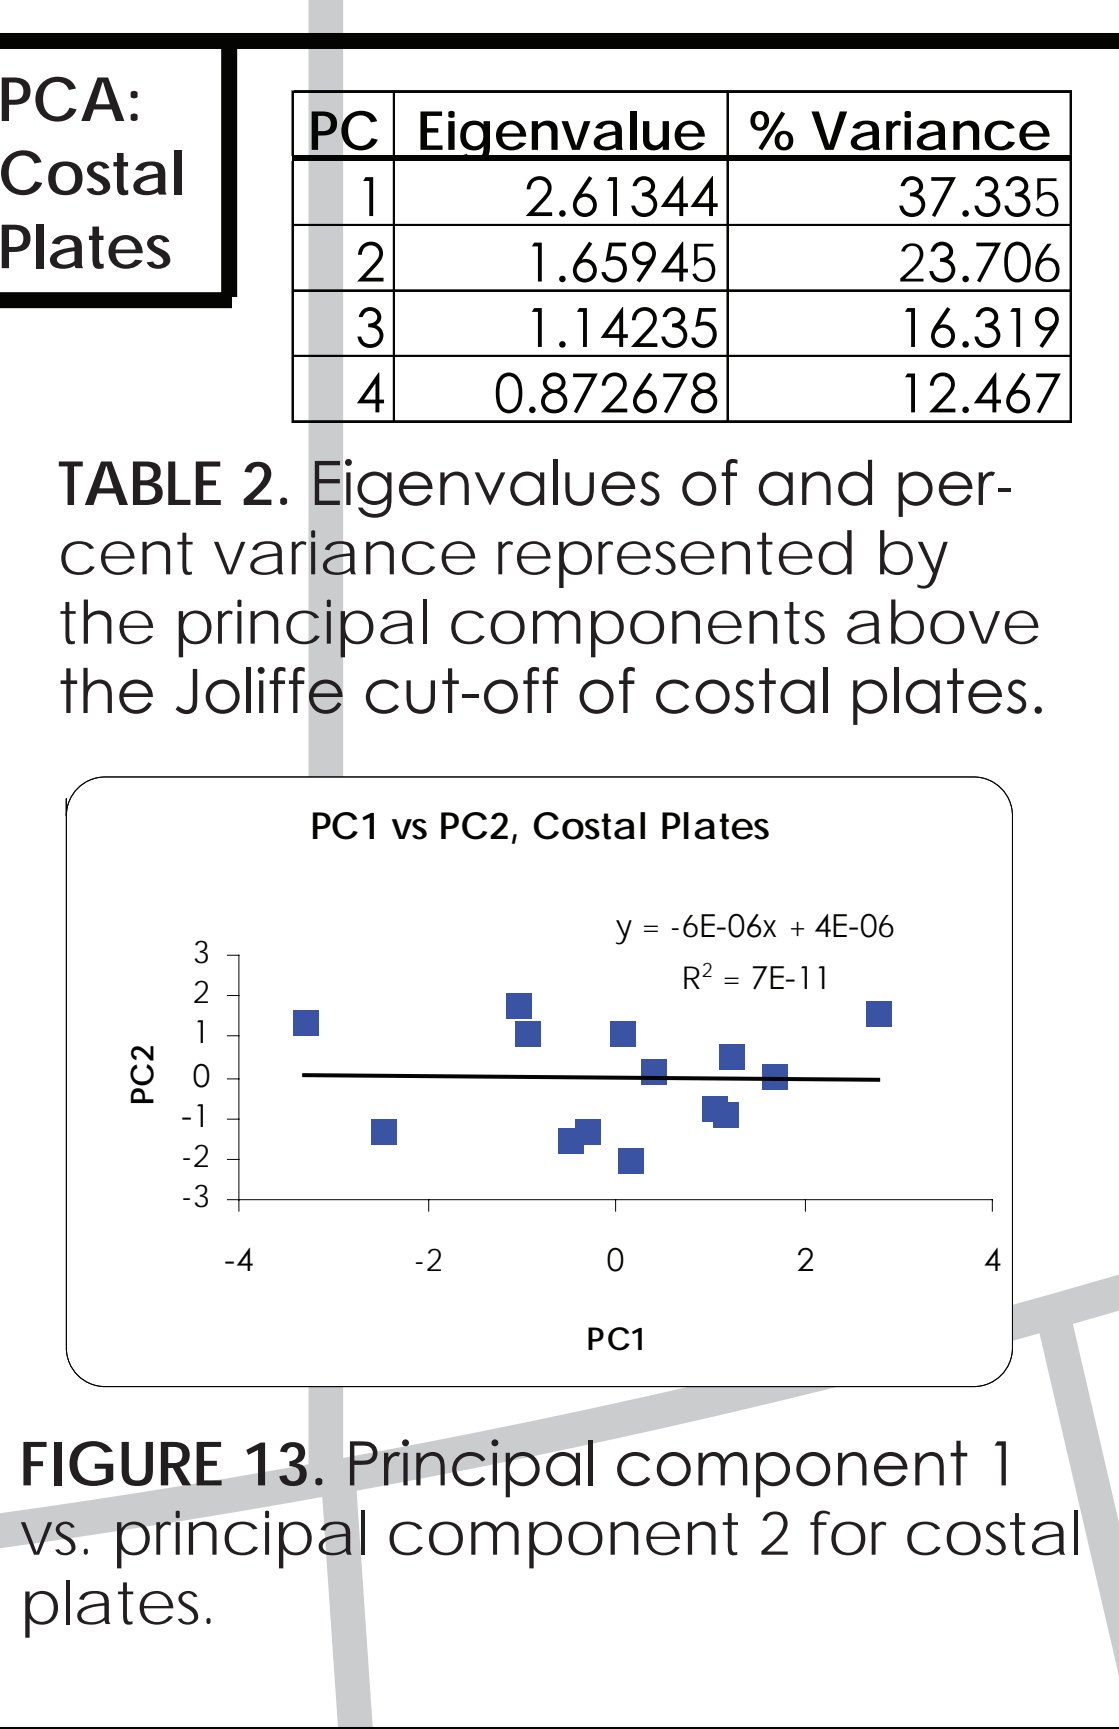 PCA:
Costal
Plates
PC Eigenvalue % Variance
1 2.61344 37.335
2 1.65945 23.706
3 1.14235 16.319
4 0.872678 12.467
TABLE 2. Eigenvalues of and per-
cent variance represented by
the principal components above
the Joliffe cut-off of costal plates.
PC1 vs PC2, Costal Plates
y = -6E-06x + 4E-06
R² = 7E-11
3
2
1
0
-1
-2
-3
PC2
-4 -2 0 2 4
PC1
FIGURE 13. Principal component 1
vs. principal component 2 for costal
plates.